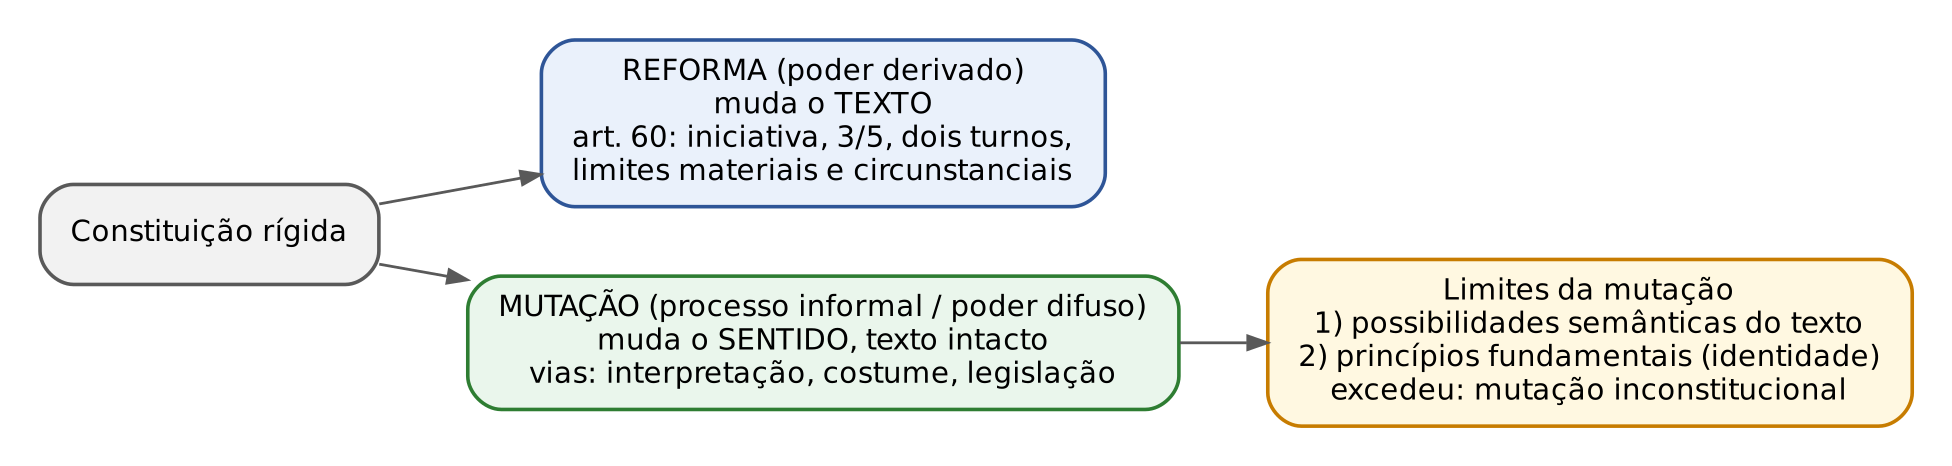 Constituição rígida
REFORMA (poder derivado)
muda o TEXTO
art. 60: iniciativa, 3/5, dois turnos,
limites materiais e circunstanciais
MUTAÇÃO (processo informal / poder difuso)
muda o SENTIDO, texto intacto
vias: interpretação, costume, legislação
Limites da mutação
1) possibilidades semânticas do texto
2) princípios fundamentais (identidade)
excedeu: mutação inconstitucional